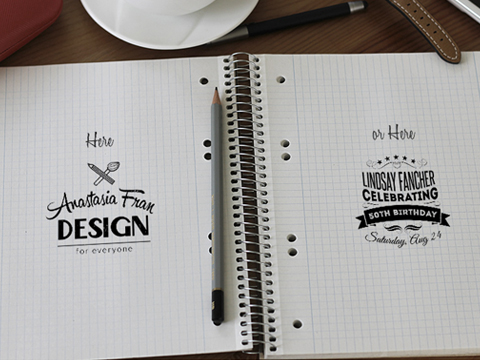 Here
Anastasia Fran
DESIGN
for everyone
or Here
LINDSAY FANCHER
CELEBRATING
50TH BIRTHDAY
Saturday, Aug 24